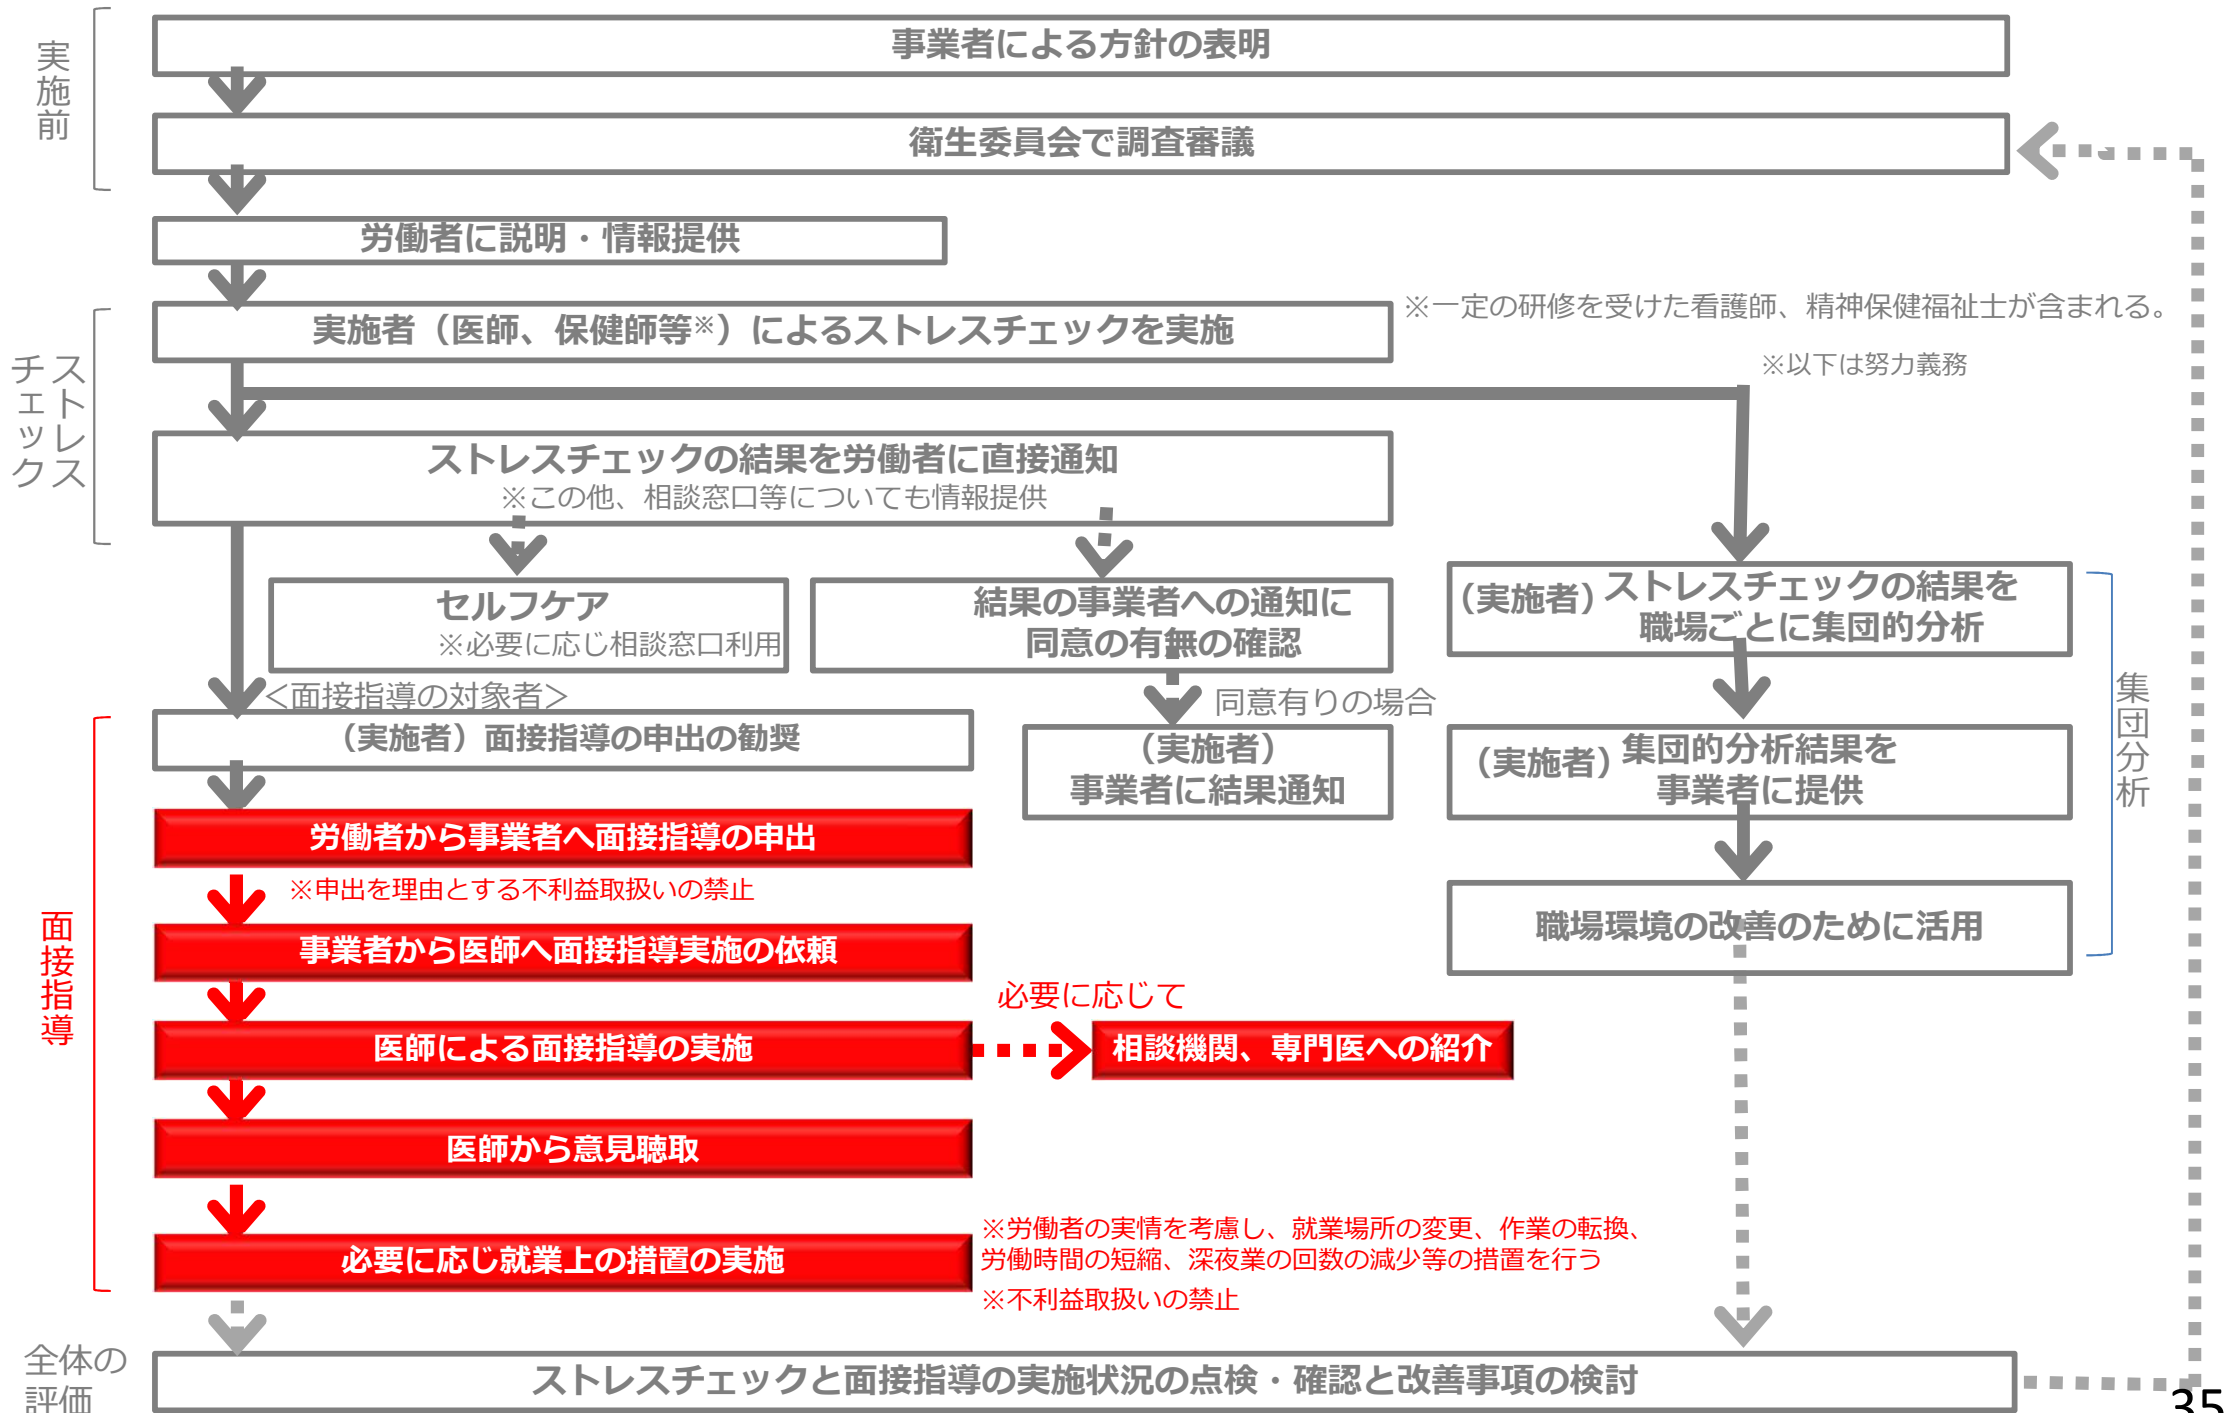 実施前
事業者による方針の表明
衛生委員会で調査審議
労働者に説明・情報提供
ストレス
チェック
実施者（医師、保健師等※）によるストレスチェックを実施
※一定の研修を受けた看護師、精神保健福祉士が含まれる。
※以下は努力義務
ストレスチェックの結果を労働者に直接通知
※この他、相談窓口等についても情報提供
セルフケア
※必要に応じ相談窓口利用
結果の事業者への通知に
同意の有無の確認
（実施者）ストレスチェックの結果を
職場ごとに集団的分析
集団分析
＜面接指導の対象者＞
同意有りの場合
面接指導
（実施者）面接指導の申出の勧奨
（実施者）
事業者に結果通知
（実施者）集団的分析結果を
事業者に提供
労働者から事業者へ面接指導の申出
※申出を理由とする不利益取扱いの禁止
職場環境の改善のために活用
事業者から医師へ面接指導実施の依頼
必要に応じて
医師による面接指導の実施
相談機関、専門医への紹介
医師から意見聴取
必要に応じ就業上の措置の実施
※労働者の実情を考慮し、就業場所の変更、作業の転換、
労働時間の短縮、深夜業の回数の減少等の措置を行う
※不利益取扱いの禁止
全体の
評価
ストレスチェックと面接指導の実施状況の点検・確認と改善事項の検討
35